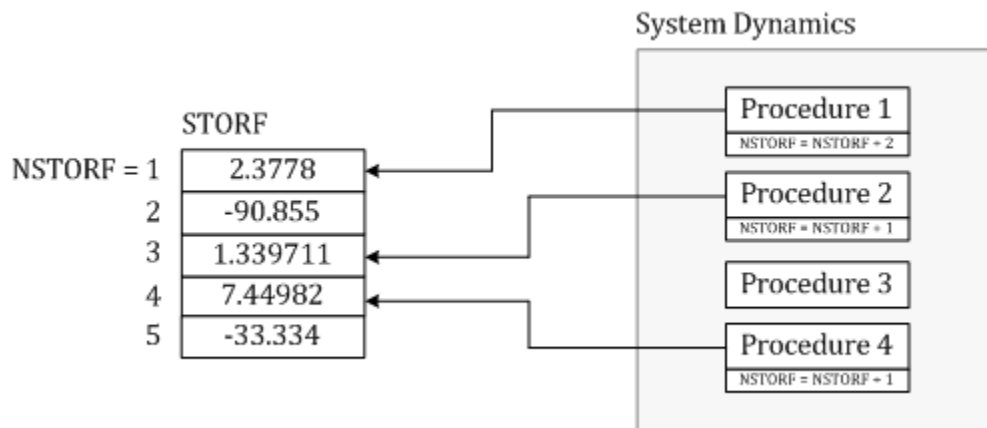 System Dynamics
STORF
NSTORF = 1
2.3778
2
-90.855
3
1.339711
4
7.44982
5
-33.334
Procedure 1
NSTORF = NSTORF + 2
Procedure 2
NSTORF = NSTORF + 1
Procedure 3
Procedure 4
NSTORF = NSTORF + 1